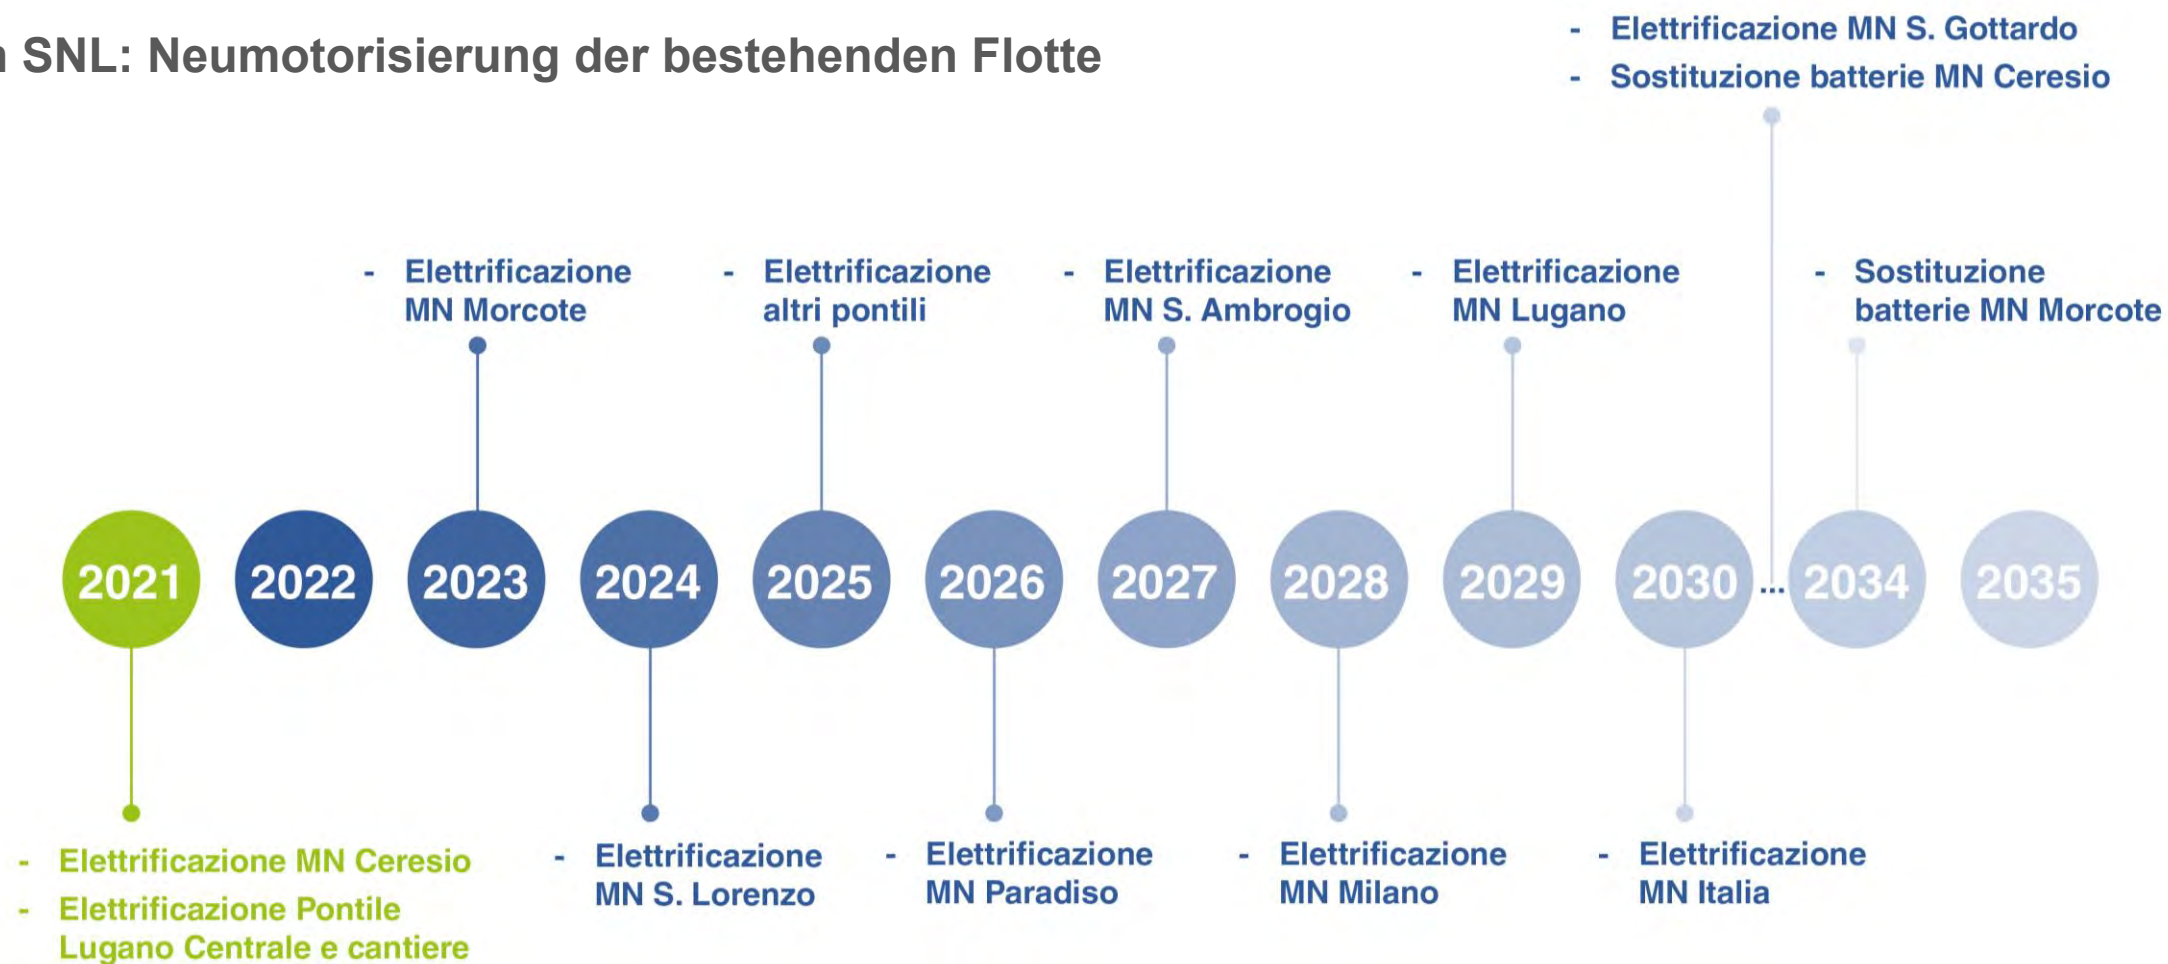 SNL: Neumotorisierung der bestehenden Flotte
- Elettrificazione MN S. Gottardo
- Sostituzione batterie MN Ceresio
- Elettrificazione
MN Morcote
- Elettrificazione
altri pontili
- Elettrificazione
MN S. Ambrogio
- Elettrificazione
MN Lugano
- Sostituzione
batterie MN Morcote
2021 2022 2023 2024 2025 2026 2027 2028 2029 2030 ... 2034 2035
- Elettrificazione MN Ceresio
- Elettrificazione Pontile
Lugano Centrale e cantiere
- Elettrificazione
MN S. Lorenzo
- Elettrificazione
MN Paradiso
- Elettrificazione
MN Milano
- Elettrificazione
MN Italia